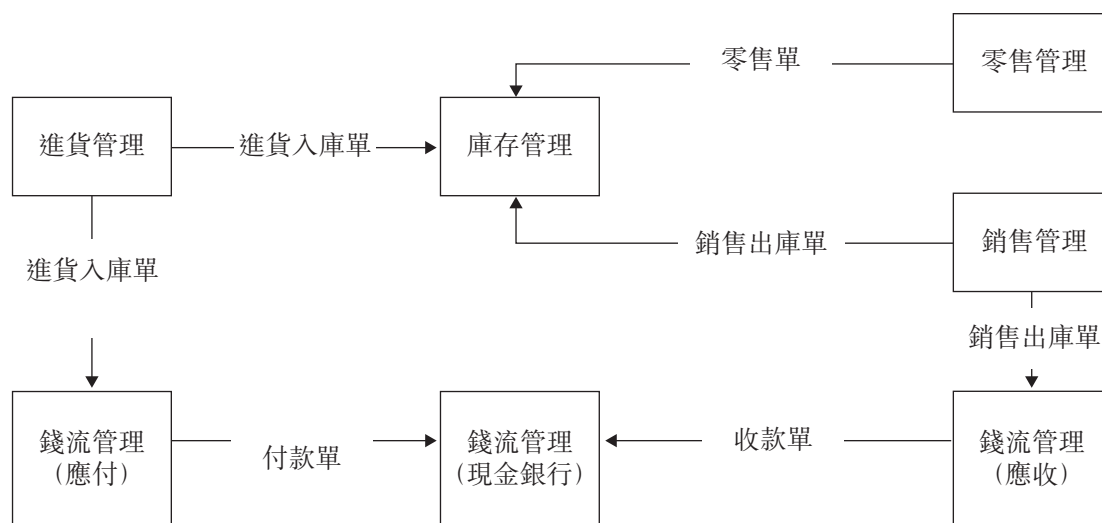 零售單
零售管理
進貨管理
進貨入庫單
庫存管理
銷售出庫單
銷售管理
進貨入庫單
銷售出庫單
錢流管理
（應付）
付款單
錢流管理
（現金銀行）
收款單
錢流管理
（應收）